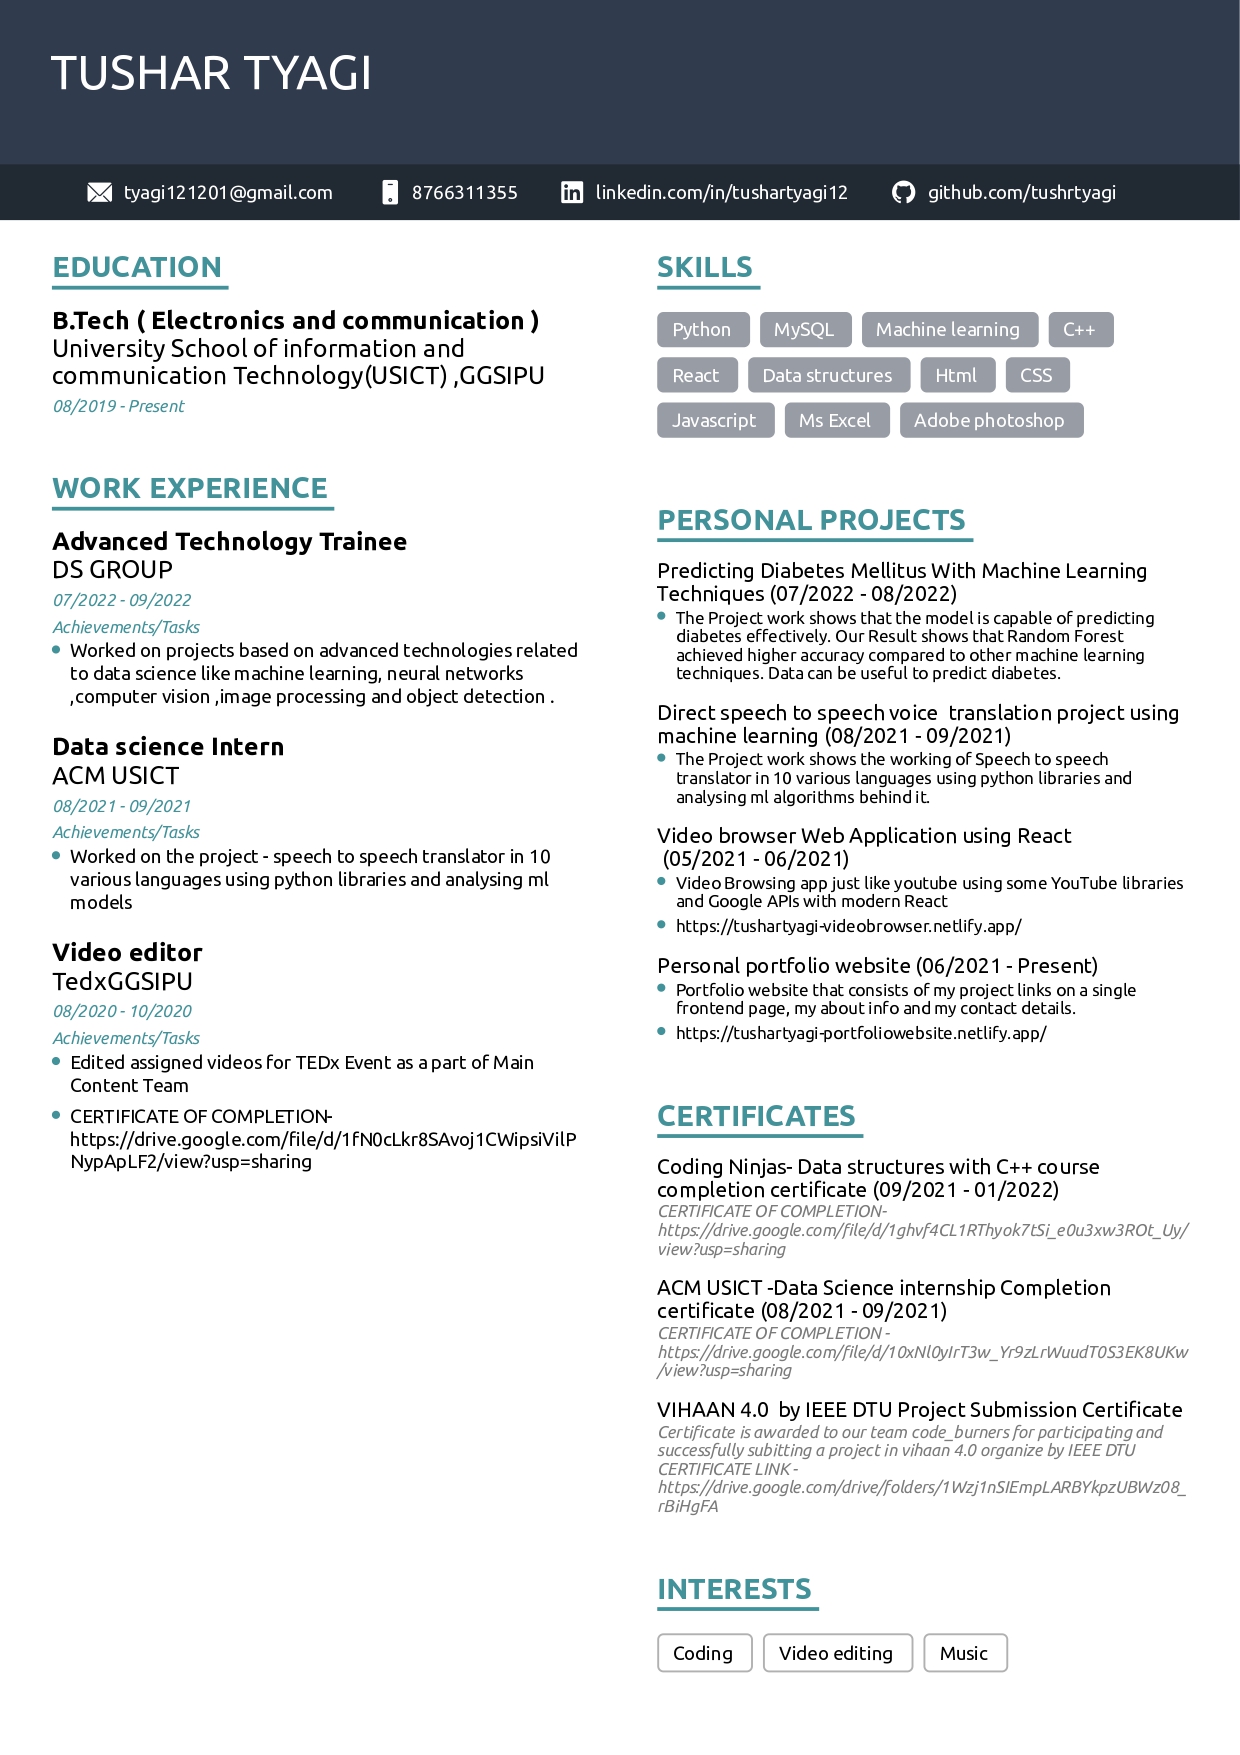 TUSHAR TYAGI
tyagi121201@gmail.com
8766311355
linkedin.com/in/tushartyagi12
github.com/tushrtyagi
EDUCATION
B.Tech ( Electronics and communication )
University School of information and
communication Technology(USICT) ,GGSIPU
08/2019 - Present
WORK EXPERIENCE
Advanced Technology Trainee
DS GROUP
07/2022 - 09/2022
Achievements/Tasks
Worked on projects based on advanced technologies related
to data science like machine learning, neural networks
,computer vision ,image processing and object detection .
Data science Intern
ACM USICT
08/2021 - 09/2021
Achievements/Tasks
Worked on the project - speech to speech translator in 10
various languages using python libraries and analysing ml
models
Video editor
TedxGGSIPU
08/2020 - 10/2020
Achievements/Tasks
Edited assigned videos for TEDx Event as a part of Main
Content Team
CERTIFICATE OF COMPLETION-
https://drive.google.com/file/d/1fN0cLkr8SAvoj1CWipsiVilP
NypApLF2/view?usp=sharing
SKILLS
Python
MySQL
Machine learning
C++
React
Data structures
Html
CSS
Javascript
Ms Excel
Adobe photoshop
PERSONAL PROJECTS
Predicting Diabetes Mellitus With Machine Learning
Techniques (07/2022 - 08/2022)
The Project work shows that the model is capable of predicting
diabetes effectively. Our Result shows that Random Forest
achieved higher accuracy compared to other machine learning
techniques. Data can be useful to predict diabetes.
Direct speech to speech voice  translation project using
machine learning (08/2021 - 09/2021)
The Project work shows the working of Speech to speech
translator in 10 various languages using python libraries and
analysing ml algorithms behind it.
Video browser Web Application using React
(05/2021 - 06/2021)
Video Browsing app just like youtube using some YouTube libraries
and Google APIs with modern React
https://tushartyagi-videobrowser.netlify.app/
Personal portfolio website (06/2021 - Present)
Portfolio website that consists of my project links on a single
frontend page, my about info and my contact details.
https://tushartyagi-portfoliowebsite.netlify.app/
CERTIFICATES
Coding Ninjas- Data structures with C++ course
completion certificate (09/2021 - 01/2022)
CERTIFICATE OF COMPLETION-
https://drive.google.com/file/d/1ghvf4CL1RThyok7tSi_e0u3xw3ROt_Uy/
view?usp=sharing
ACM USICT -Data Science internship Completion
certificate (08/2021 - 09/2021)
CERTIFICATE OF COMPLETION -
https://drive.google.com/file/d/10xNl0yIrT3w_Yr9zLrWuudT0S3EK8UKw
/view?usp=sharing
VIHAAN 4.0  by IEEE DTU Project Submission Certificate
Certificate is awarded to our team code_burners for participating and
successfully subitting a project in vihaan 4.0 organize by IEEE DTU
CERTIFICATE LINK -
https://drive.google.com/drive/folders/1Wzj1nSIEmpLARBYkpzUBWz08_
rBiHgFA
INTERESTS
Coding
Video editing
Music